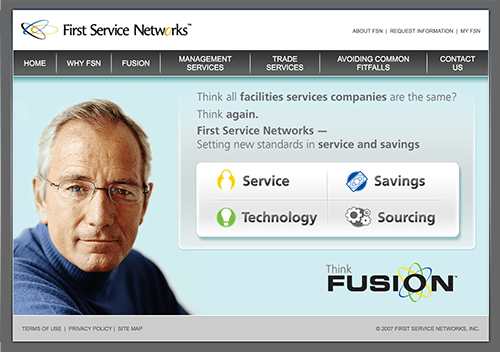 First Service Networks™
ABOUT FSN | REQUEST INFORMATION | MY FSN
HOME
WHY FSN
FUSION
MANAGEMENT
SERVICES
TRADE
SERVICES
AVOIDING COMMON
FITFALLS
CONTACT
US
Think all facilities services companies are the same?
Think again.
First Service Networks —
Setting new standards in service and savings
Service
Savings
Technology
Sourcing
Think
FUSION™
TERMS OF USE | PRIVACY POLICY | SITE MAP
© 2007 FIRST SERVICE NETWORKS, INC.